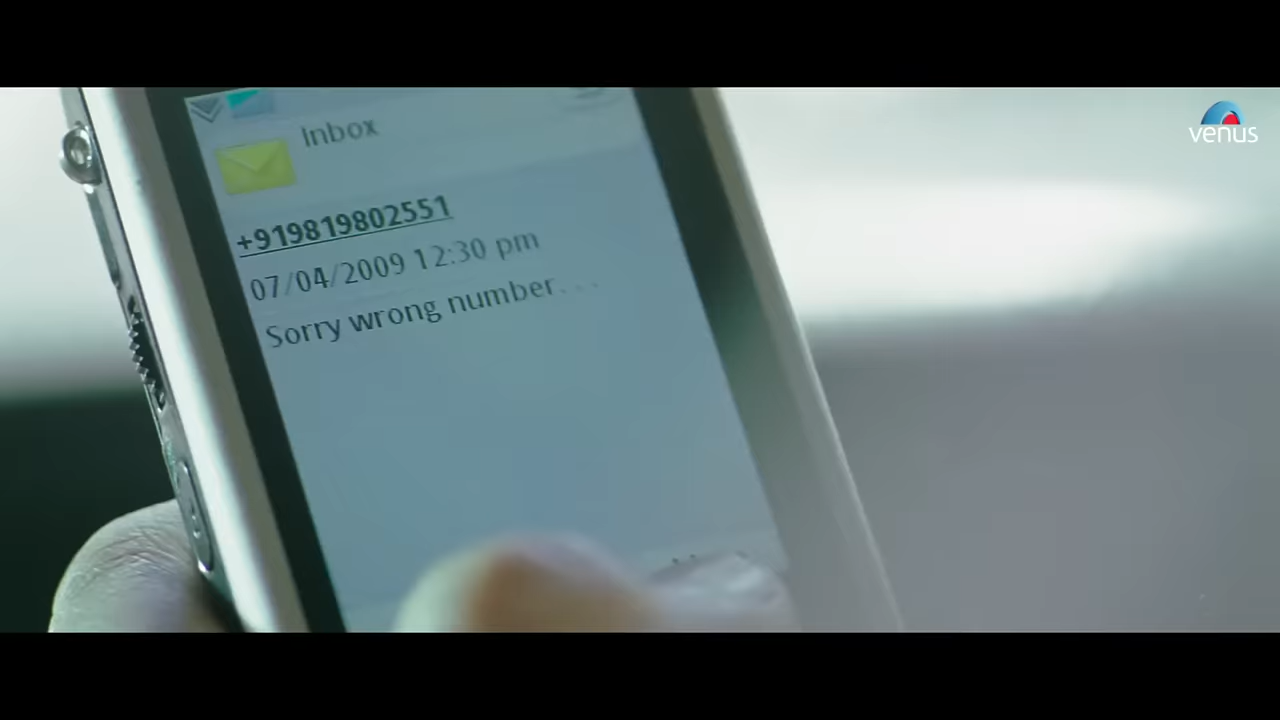 venus
Inbox
+919819802551
07/04/2009 12:30 pm
Sorry wrong number...